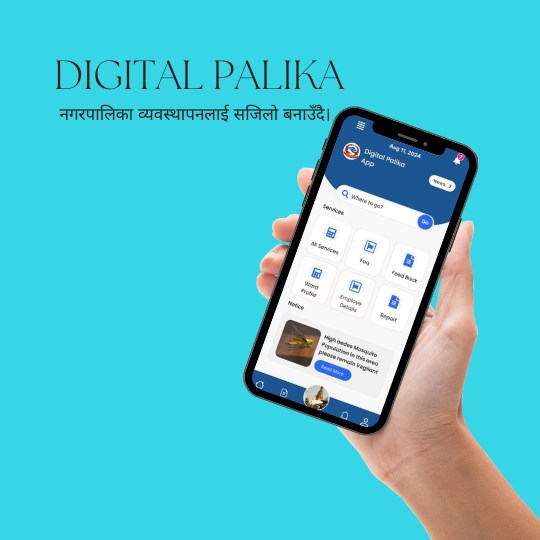 DIGITAL PALIKA
नगरपालिका व्यवस्थापनलाई सजिलो बनाउँदै।
Aug 11, 2024
Digital Palika
App
News
Where to go?
Go
Services
All Services
Faq
Feed Back
Ward
Profile
Employe
Details
Report
Notice
High aedes Mosquito
Population in this area
please remain Vegilant
Read More